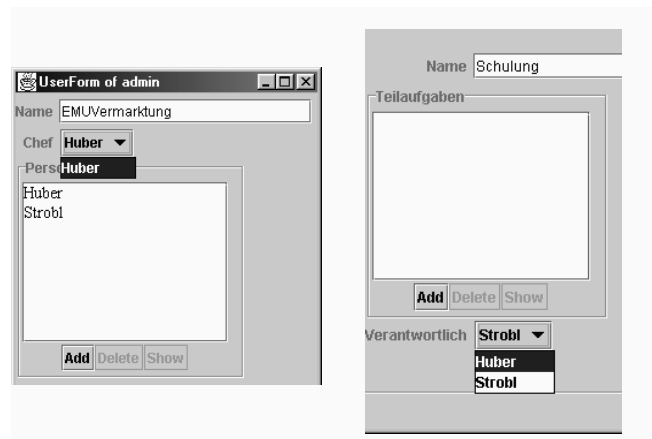 UserForm of admin
Name EMUVermarktung
Chef Huber
Huber
Huber
Strobl
Add Delete Show
Name Schulung
Teilaufgaben
Add Delete Show
Verantwortlich Strobl
Huber
Strobl